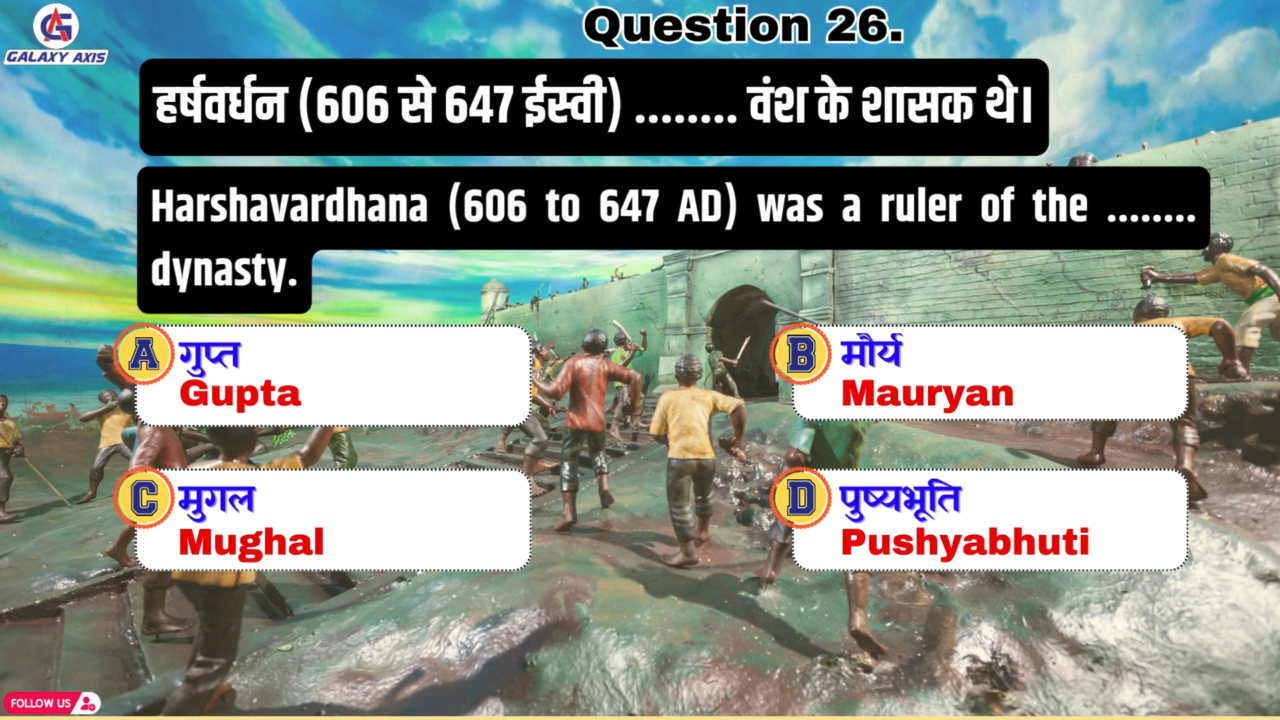 GALAXY AXIS
Question 26.
हर्षवर्धन (606 से 647 ईस्वी) ........ वंश के शासक थे।
Harshavardhana (606 to 647 AD) was a ruler of the ........
dynasty.
A गुप्त
Gupta
B मौर्य
Mauryan
C मुगल
Mughal
D पुष्यभूति
Pushyabhuti
FOLLOW US